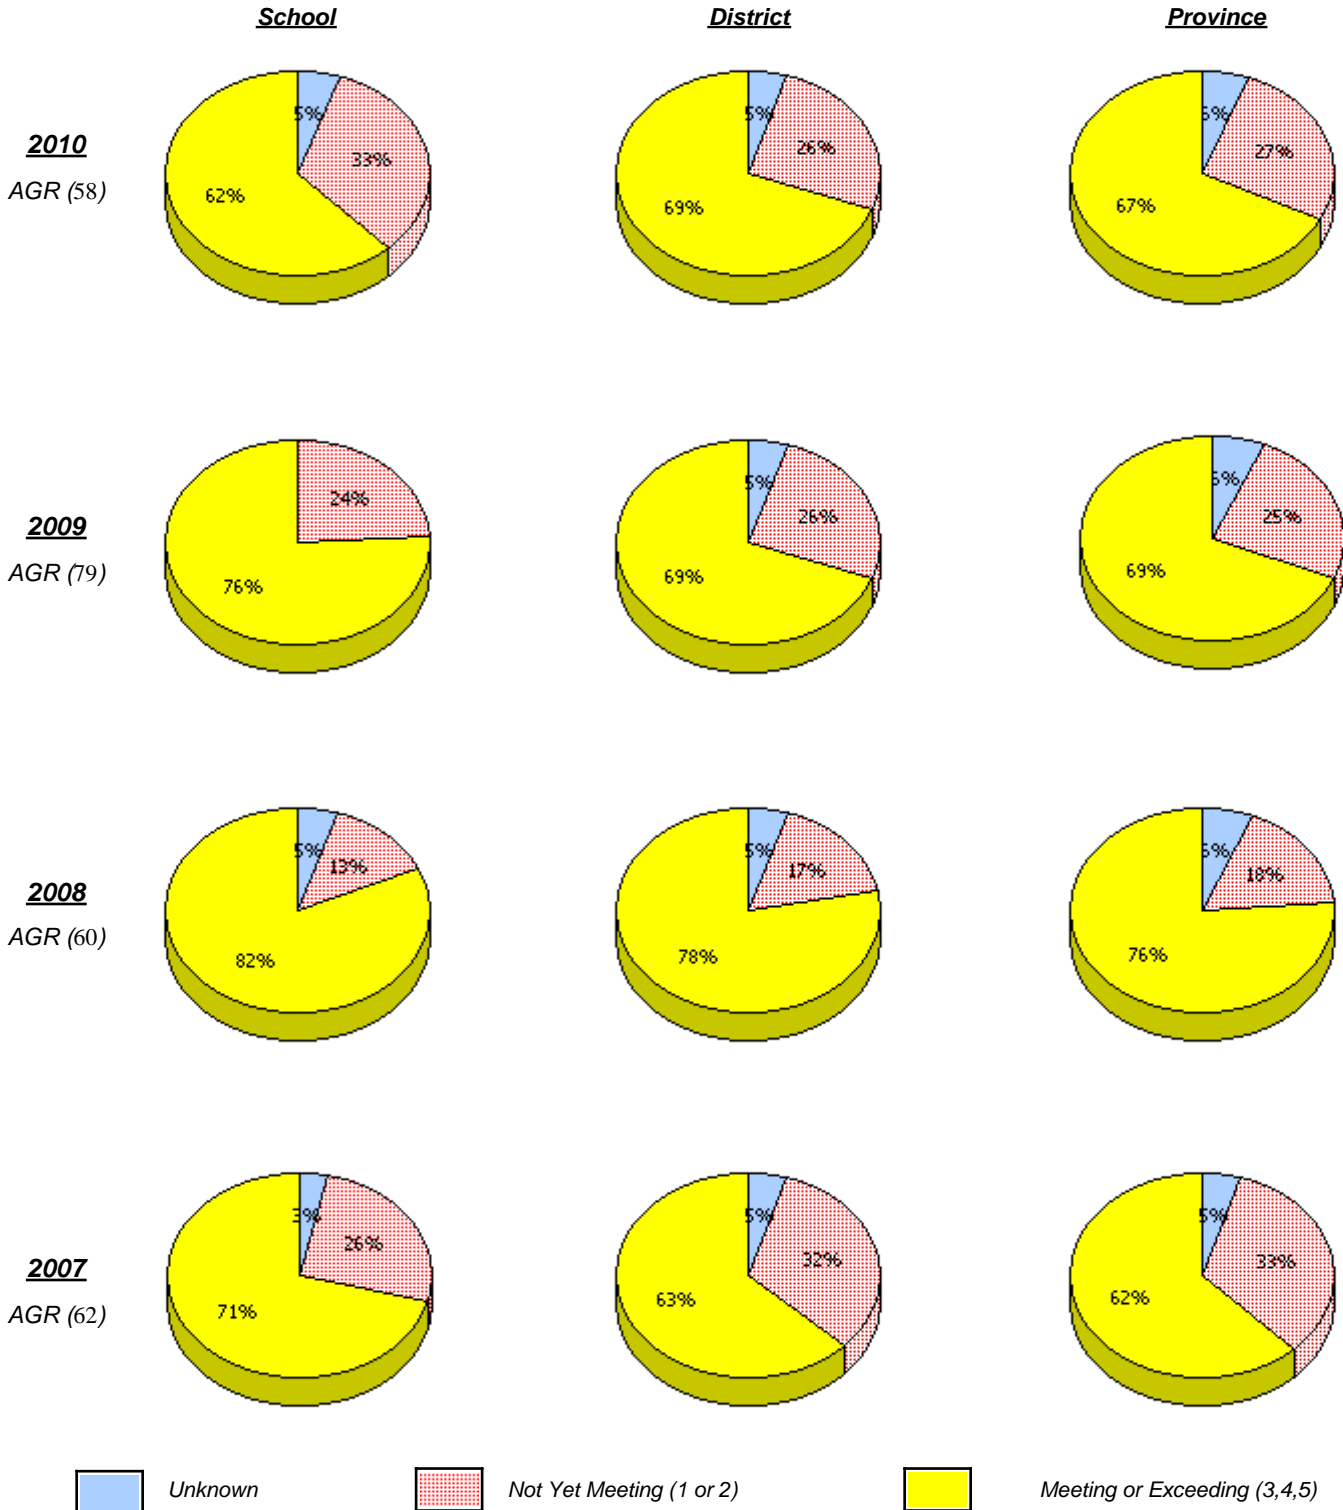 School District Province
2010
AGR (58)
5% 33% 62%
5% 26% 69%
27% 67%
2009
AGR (79)
24% 76%
5% 26% 69%
25% 69%
2008
AGR (60)
5% 13% 82%
5% 17% 78%
18% 76%
2007
AGR (62)
3% 26% 71%
5% 32% 63%
5% 33% 62%
Unknown Not Yet Meeting (1 or 2) Meeting or Exceeding (3,4,5)